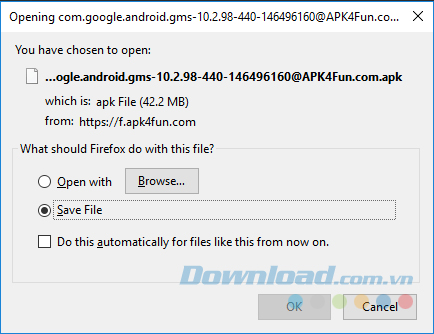 Opening com.google.android.gms-10.2.98-440-146496160@APK4Fun.co...
You have chosen to open:
...ogle.android.gms-10.2.98-440-146496160@APK4Fun.com.apk
which is: apk File (42.2 MB)
from: https://f.apk4fun.com
What should Firefox do with this file?
Open with Browse...
Save File
Do this automatically for files like this from now on.
Download.com.vn
OK Cancel